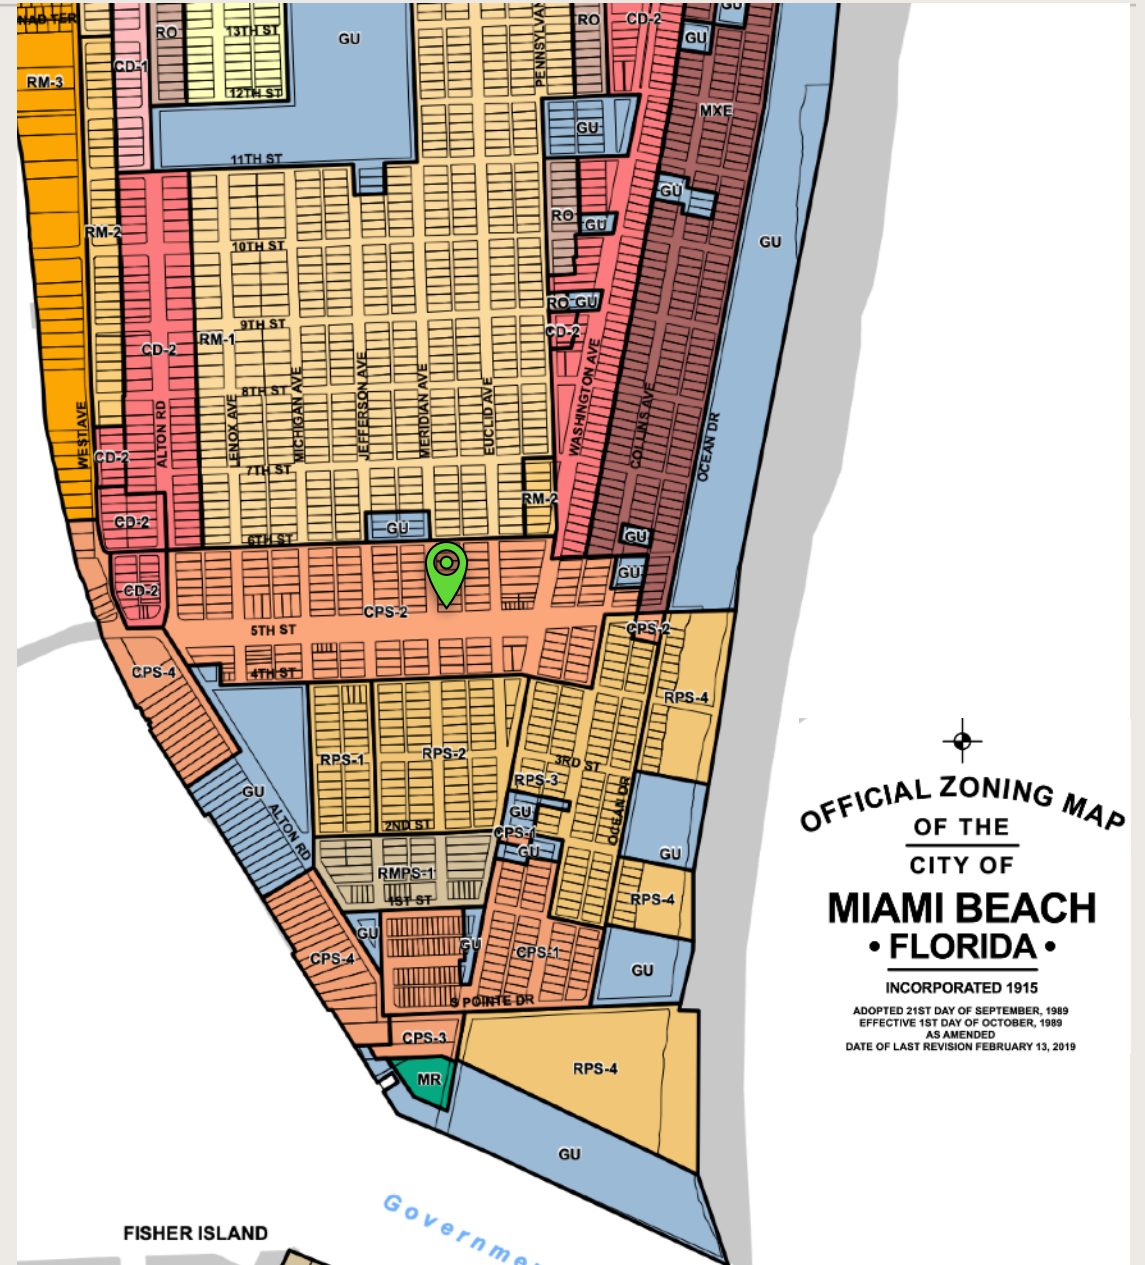 NAD TER
RO
13TH ST
GU
PENNSYLVAN
RO
CD-2
GU
GU
RM-3
CD-1
12TH ST
MXE
GU
11TH ST
GU
RM-2
RO
GU
10TH ST
GU
RO GU
9TH ST
CD-2
CD-2
RM-1
8TH ST
WEST AVE
ALTON RD
LENOX AVE
MICHIGAN AVE
JEFFERSON AVE
MERIDIAN AVE
EUCLID AVE
WASHINGTON AVE
COLLINS AVE
OCEAN DR
CD-2
7TH ST
RM-2
CD-2
GU
6TH ST
GU
GU
CD-2
CPS-2
5TH ST
CPS-2
CPS-4
4TH ST
RPS-4
RPS-1
RPS-2
3RD ST
RPS-3
OCEAN DR
GU
ALTON RD
GU
2ND ST
CPS-1
GU
GU
RMPS-1
1ST ST
RPS-4
GU
GU
CPS-4
CPS-1
GU
S POINTE DR
CPS-3
RPS-4
MR
GU
OFFICIAL ZONING MAP
OF THE
CITY OF
MIAMI BEACH
• FLORIDA •
INCORPORATED 1915
ADOPTED 21ST DAY OF SEPTEMBER, 1989
EFFECTIVE 1ST DAY OF OCTOBER, 1989
AS AMENDED
DATE OF LAST REVISION FEBRUARY 13, 2019
Governme
FISHER ISLAND